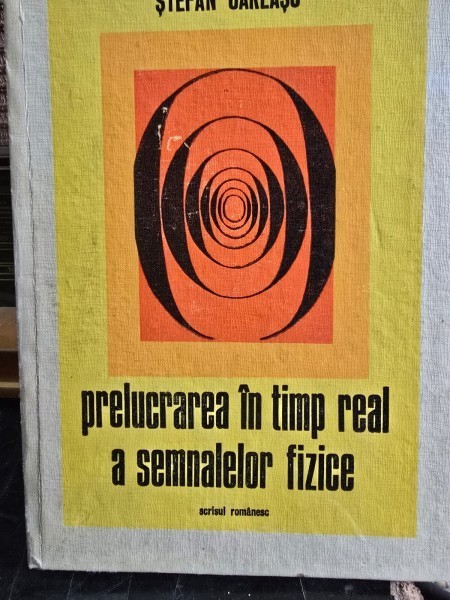 ȘTEFAN
prelucrarea în timp real
a semnalelor fizice
scrisul românesc